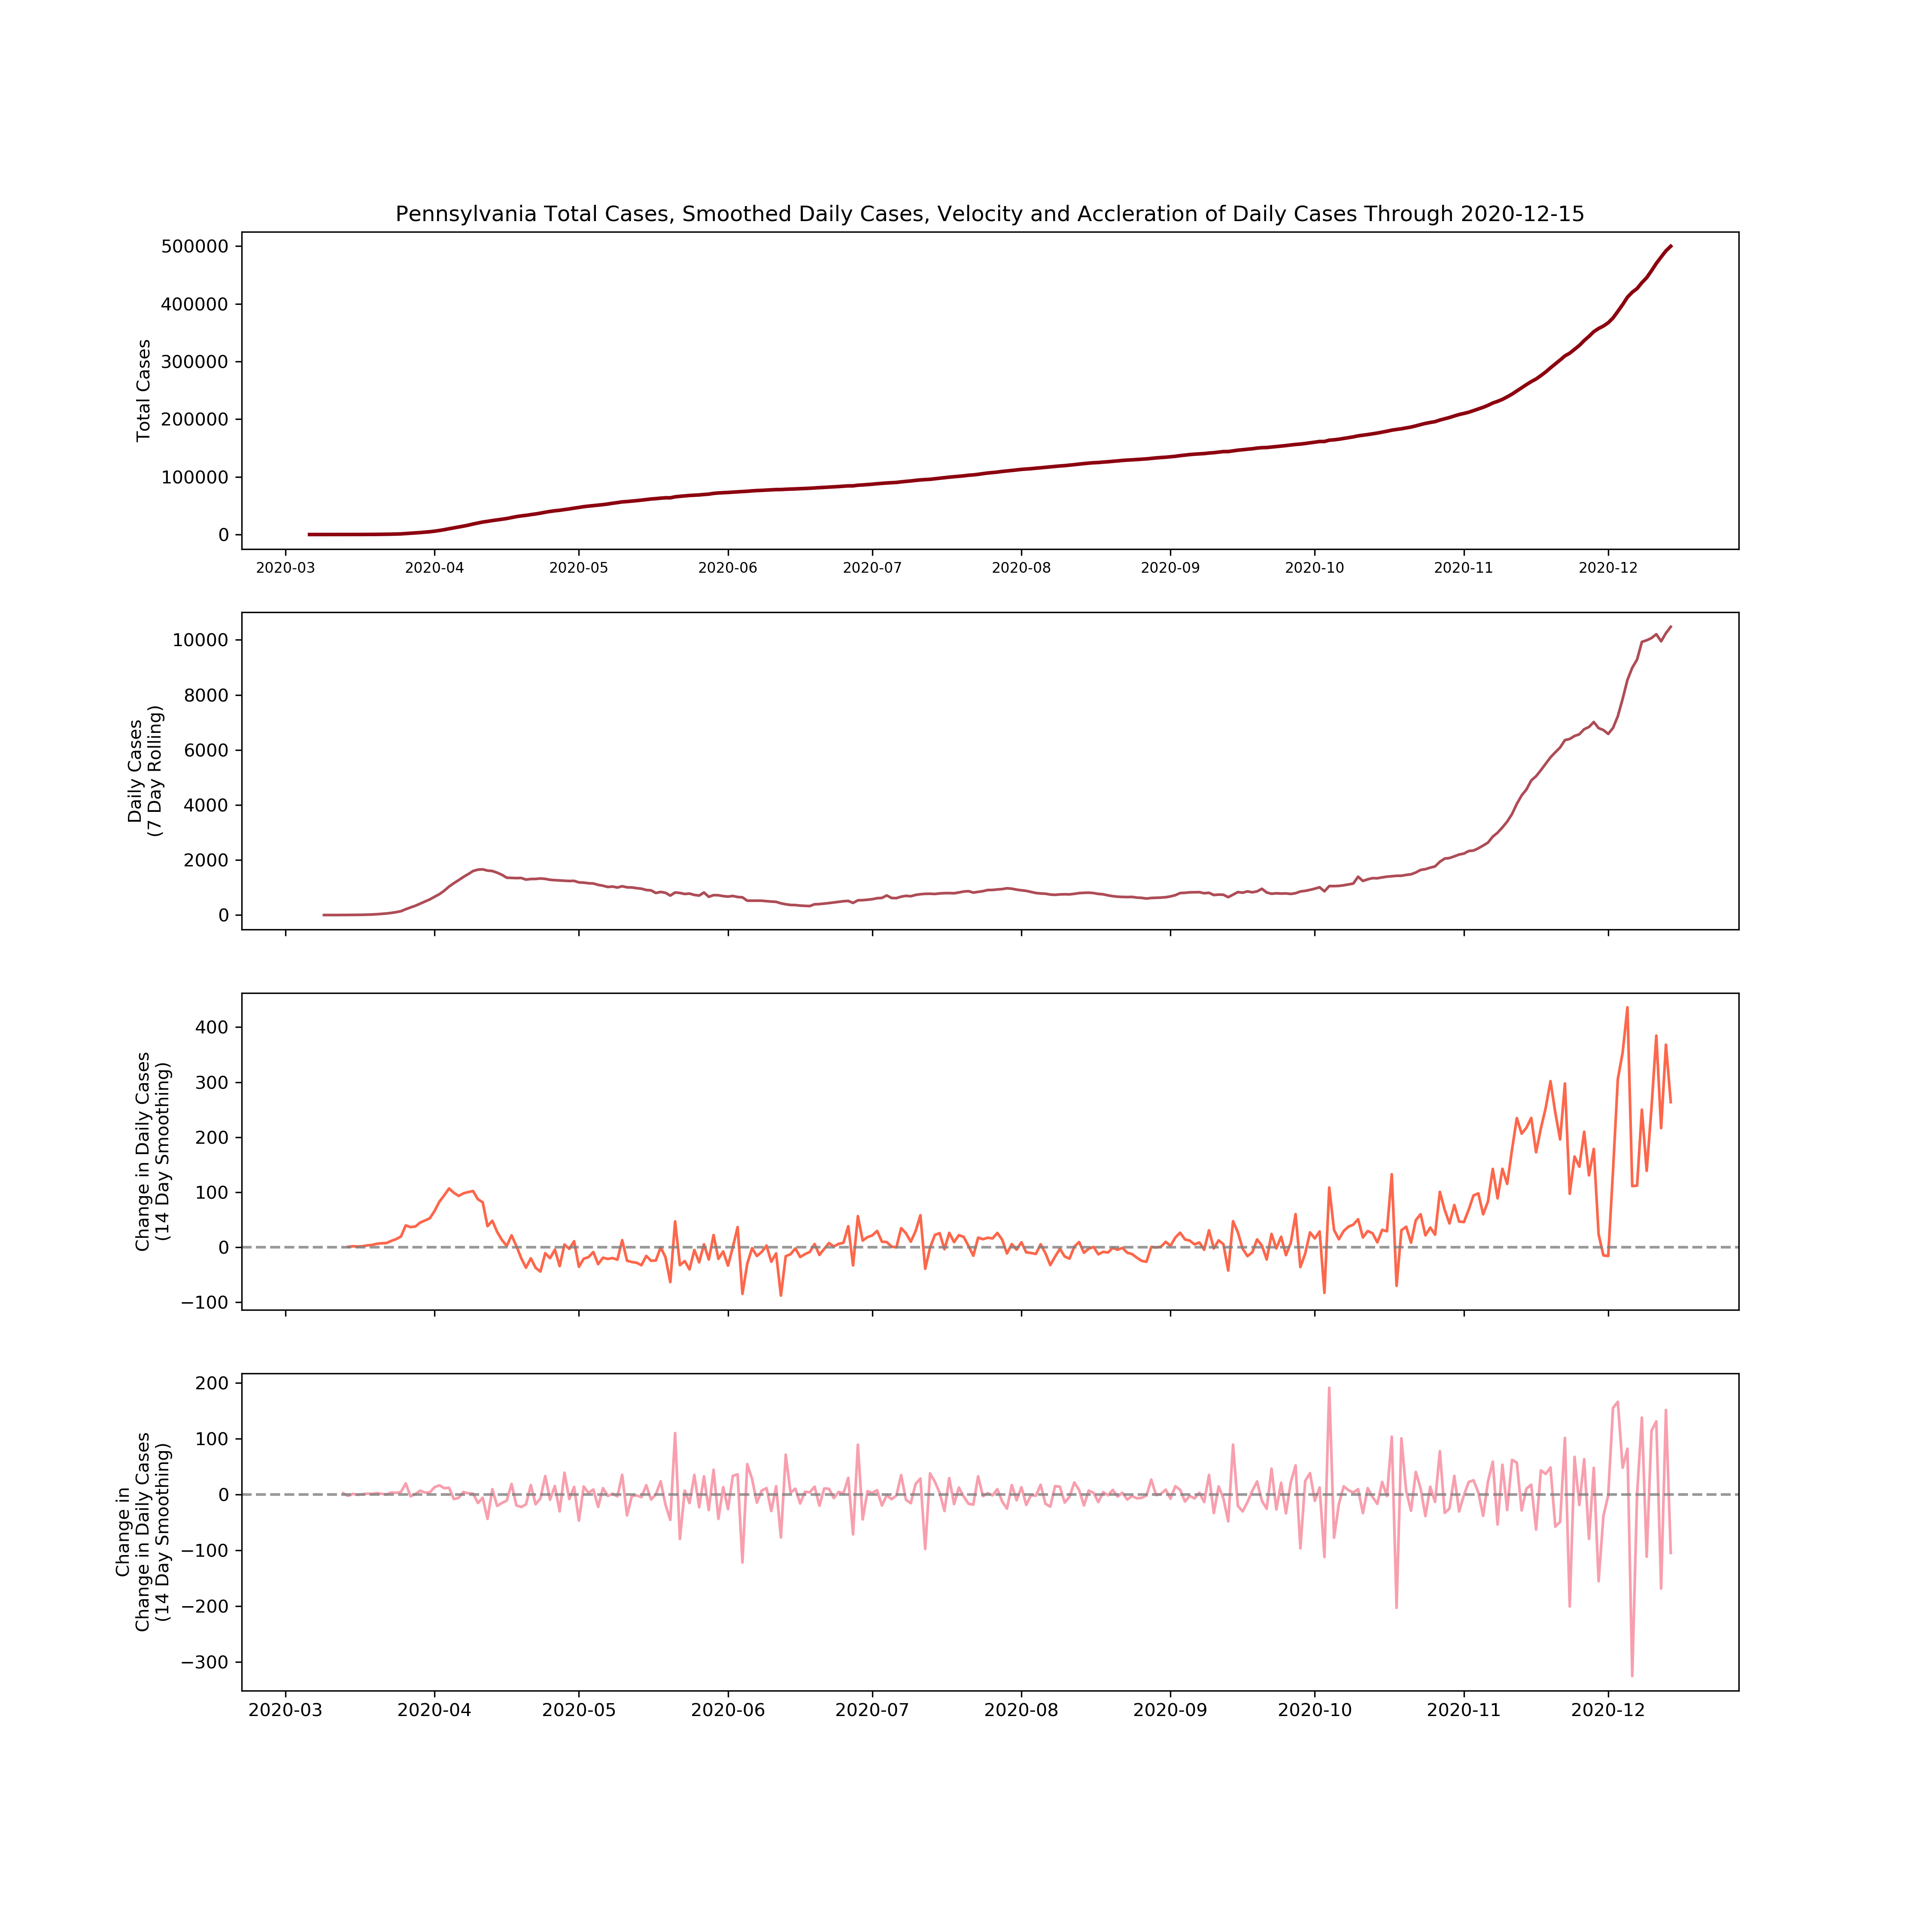 Pennsylvania Total Cases, Smoothed Daily Cases, Velocity and Accleration of Daily Cases Through 2020-12-15
Total Cases
500000
400000
300000
200000
100000
0
2020-03 2020-04 2020-05 2020-06 2020-07 2020-08 2020-09 2020-10 2020-11 2020-12
Daily Cases
(7 Day Rolling)
10000
8000
6000
4000
2000
0
Change in Daily Cases
(14 Day Smoothing)
400
300
200
100
0
−100
Change in
Change in Daily Cases
(14 Day Smoothing)
200
100
0
−100
−200
−300
2020-03 2020-04 2020-05 2020-06 2020-07 2020-08 2020-09 2020-10 2020-11 2020-12